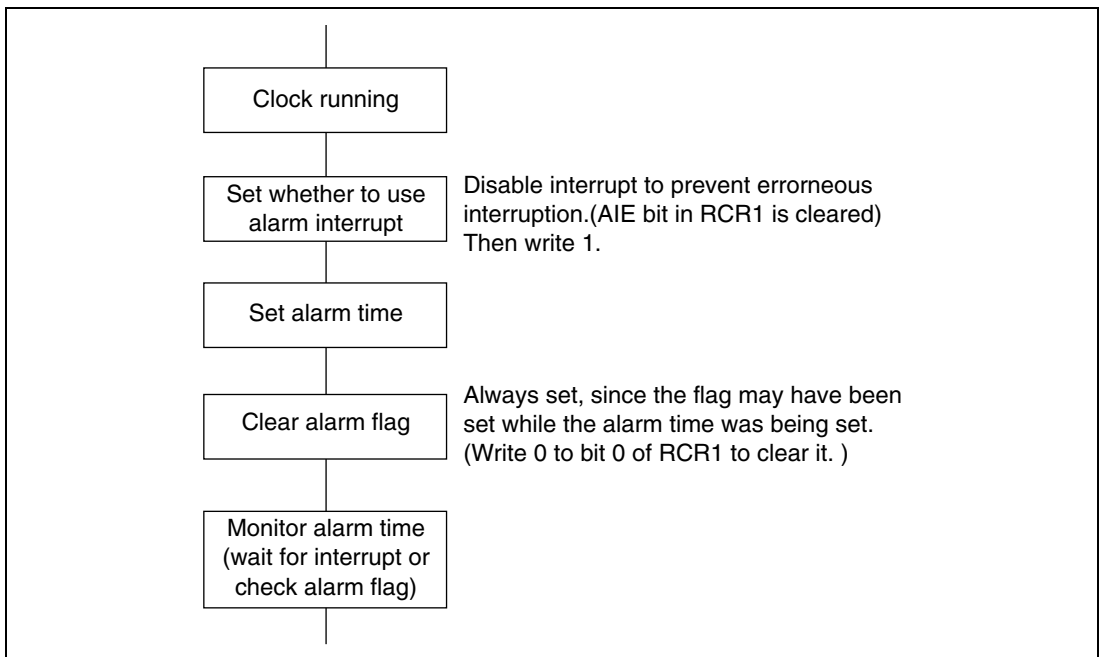 Clock running
Set whether to use
alarm interrupt
Disable interrupt to prevent errorneous
interruption.(AIE bit in RCR1 is cleared)
Then write 1.
Set alarm time
Clear alarm flag
Always set, since the flag may have been
set while the alarm time was being set.
(Write 0 to bit 0 of RCR1 to clear it. )
Monitor alarm time
(wait for interrupt or
check alarm flag)